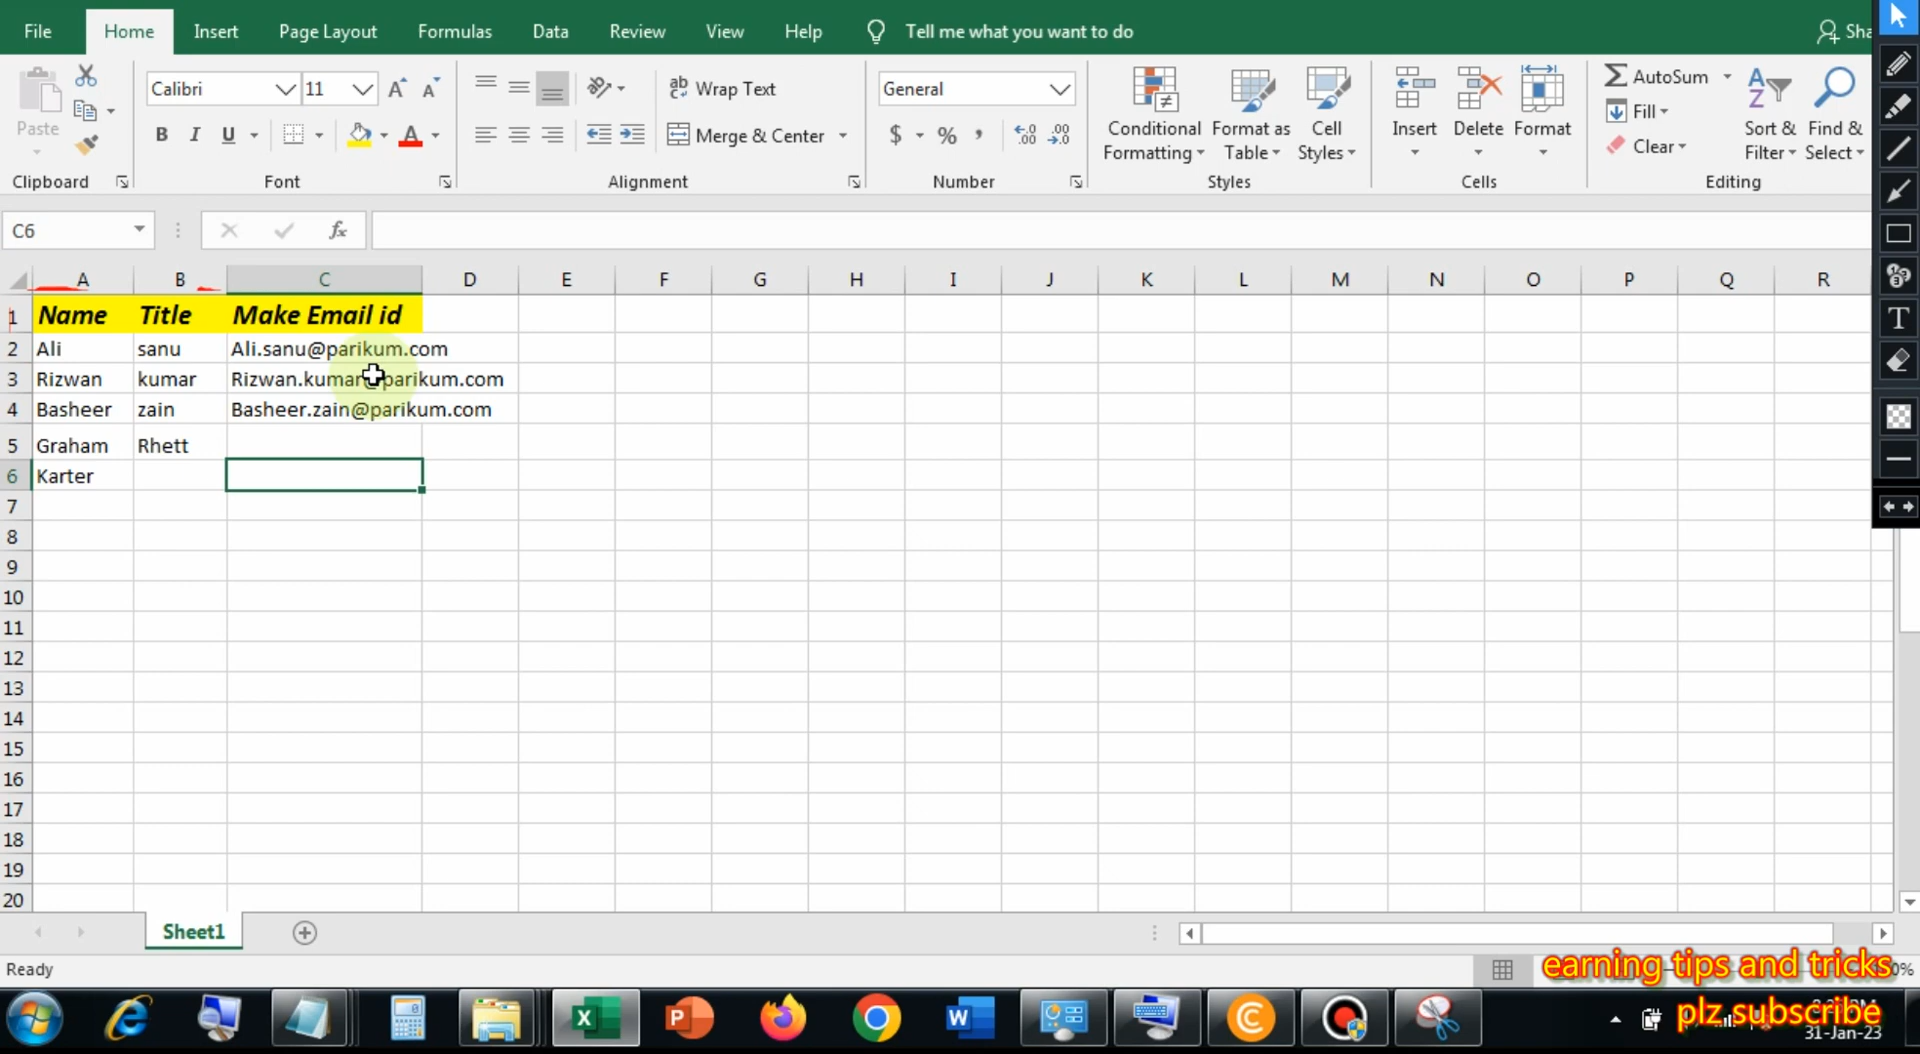 File Home Insert Page Layout Formulas Data Review View Help Tell me what you want to do Sha
Paste
Calibri 11
B I U
Wrap Text
Merge & Center
General
$ % ,
Conditional Formatting
Format as Table
Cell Styles
Insert
Delete
Format
AutoSum
Fill
Clear
Sort & Filter
Find & Select
Clipboard Font Alignment Number Styles Cells Editing
C6 fx
A B C D E F G H I J K L M N O P Q R
1 Name Title Make Email id
2 Ali sanu Ali.sanu@parikum.com
3 Rizwan kumar Rizwan.kumar@parikum.com
4 Basheer zain Basheer.zain@parikum.com
5 Graham Rhett
6 Karter
7
8
9
10
11
12
13
14
15
16
17
18
19
20
Sheet1
Ready
earning tips and tricks
plz subscribe
31-Jan-23